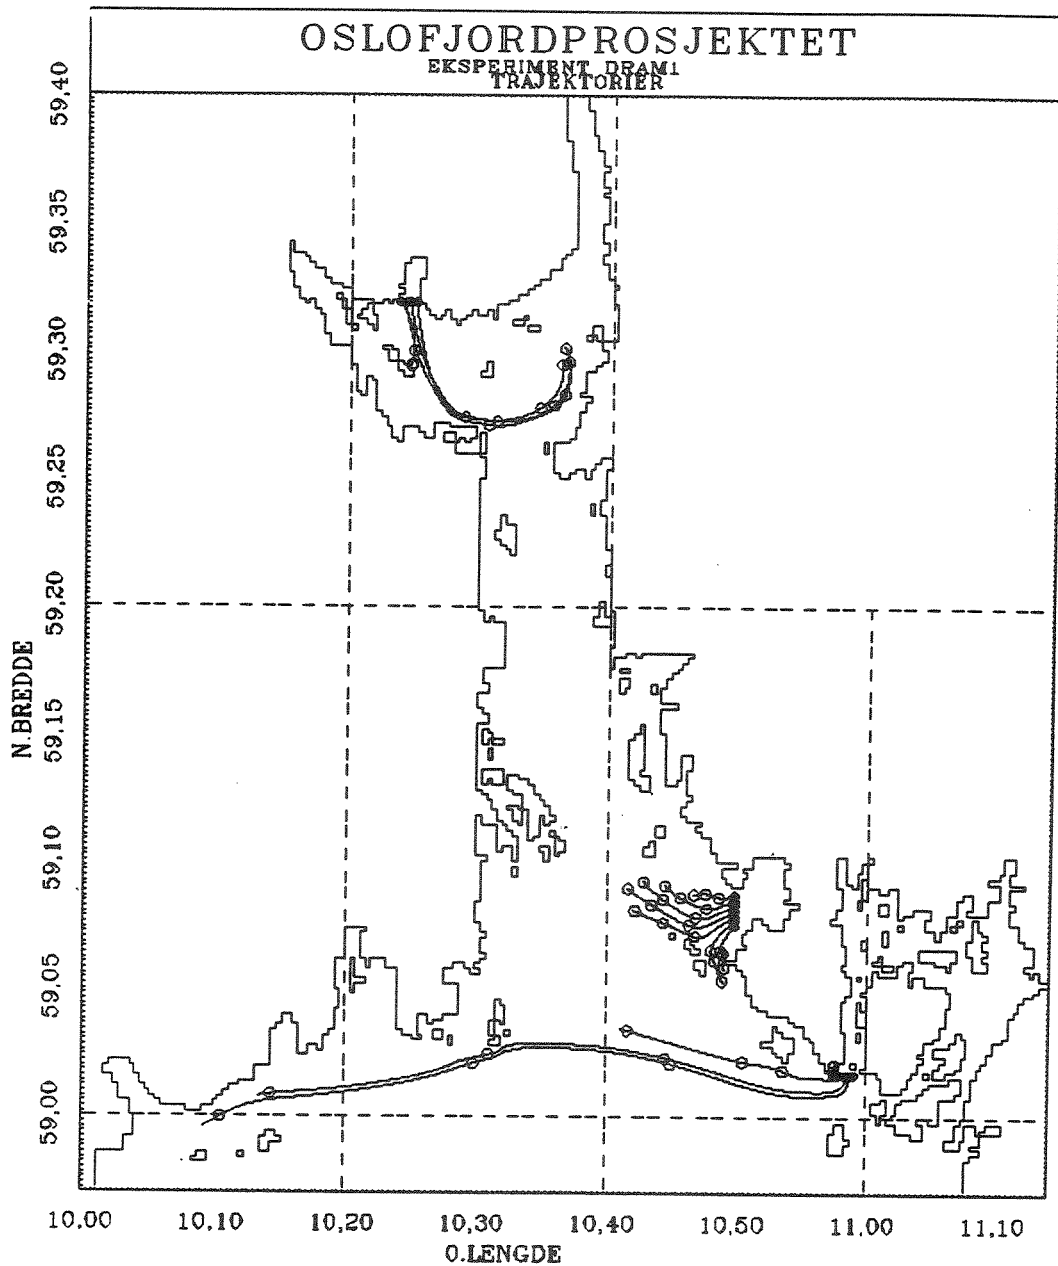 OSLOFJORDPROSJEKTET
EKSPERIMENT DRAM1
TRAJEKTORIER
59,40
59,35
59,30
59,25
59,20
59,15
59,10
59,05
59,00
N.BREDDE
10.00 10,10 10,20 10,30 10,40 10,50 11,00 11,10
O.LENGDE